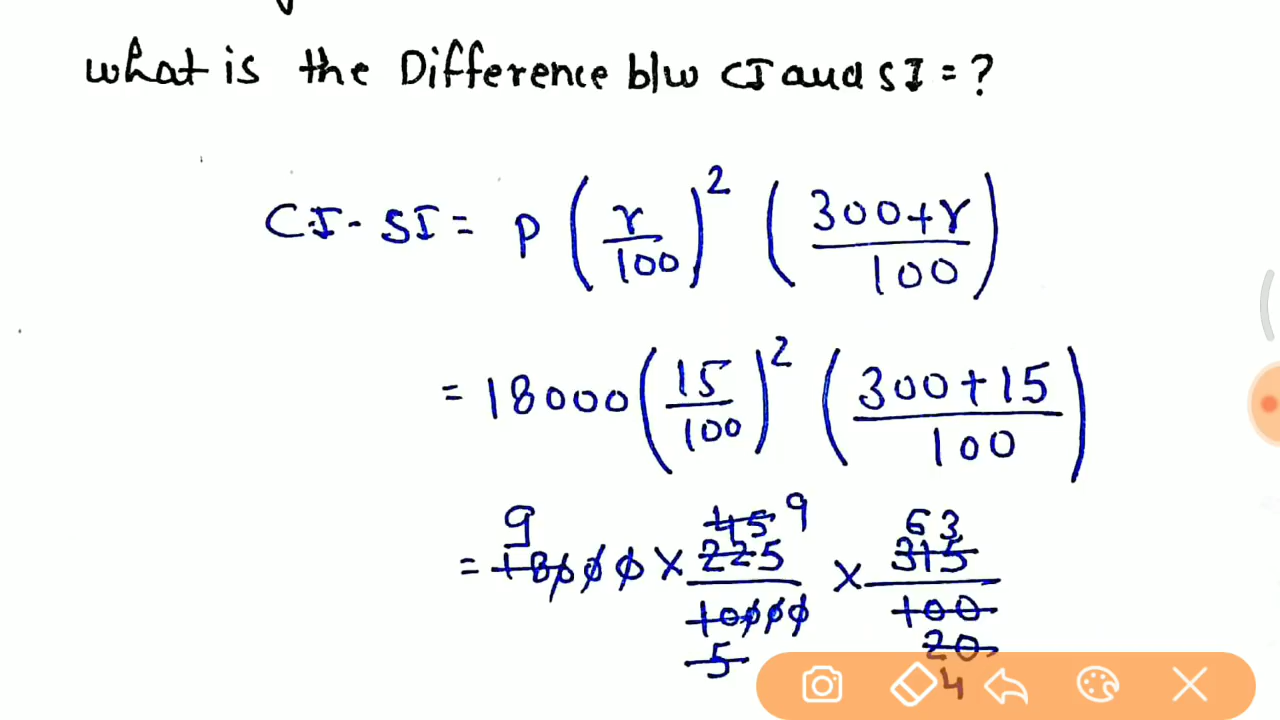 what is the Difference b/w CI and SI = ?
C.I - SI = P (r/100)² (300+r/100)
= 18000 (15/100)² (300+15/100)
9 45 9 63
= 18000 × 225/10000 × 315/100
5 20
4